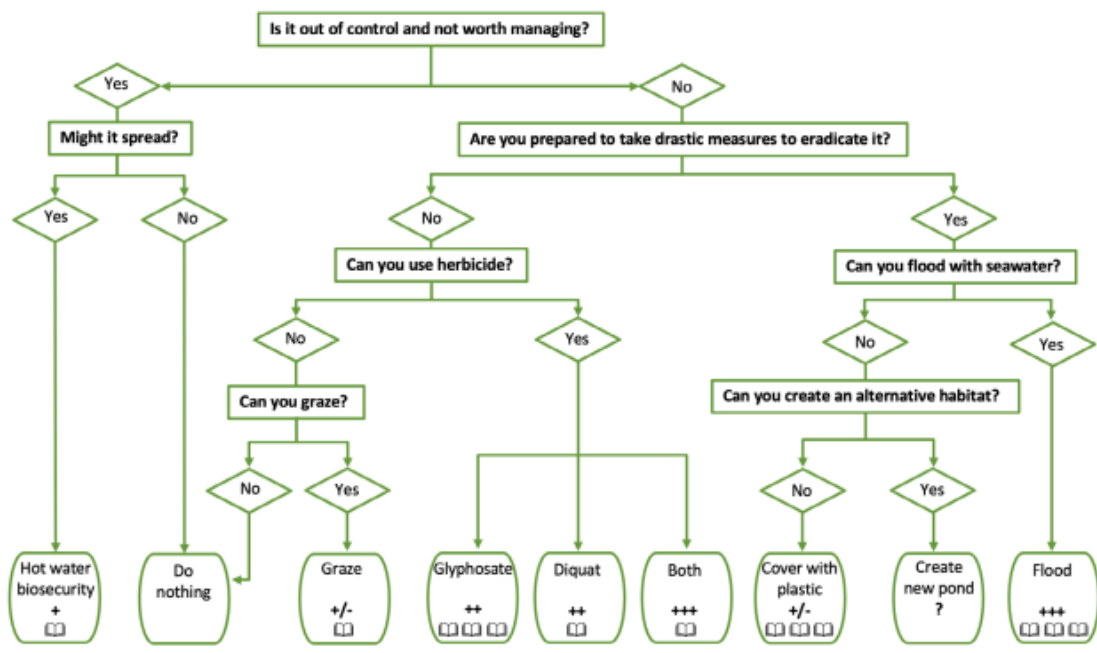 Is it out of control and not worth managing?
Yes
No
Might it spread?
Are you prepared to take drastic measures to eradicate it?
Yes
No
No
Yes
Can you use herbicide?
Can you flood with seawater?
No
Yes
No
Yes
Can you graze?
Can you create an alternative habitat?
No
Yes
No
Yes
Hot water
biosecurity
+
Do
nothing
Graze
+/-
Glyphosate
++
Diquat
++
Both
+++
Cover with
plastic
+/-
Create
new pond
?
Flood
+++